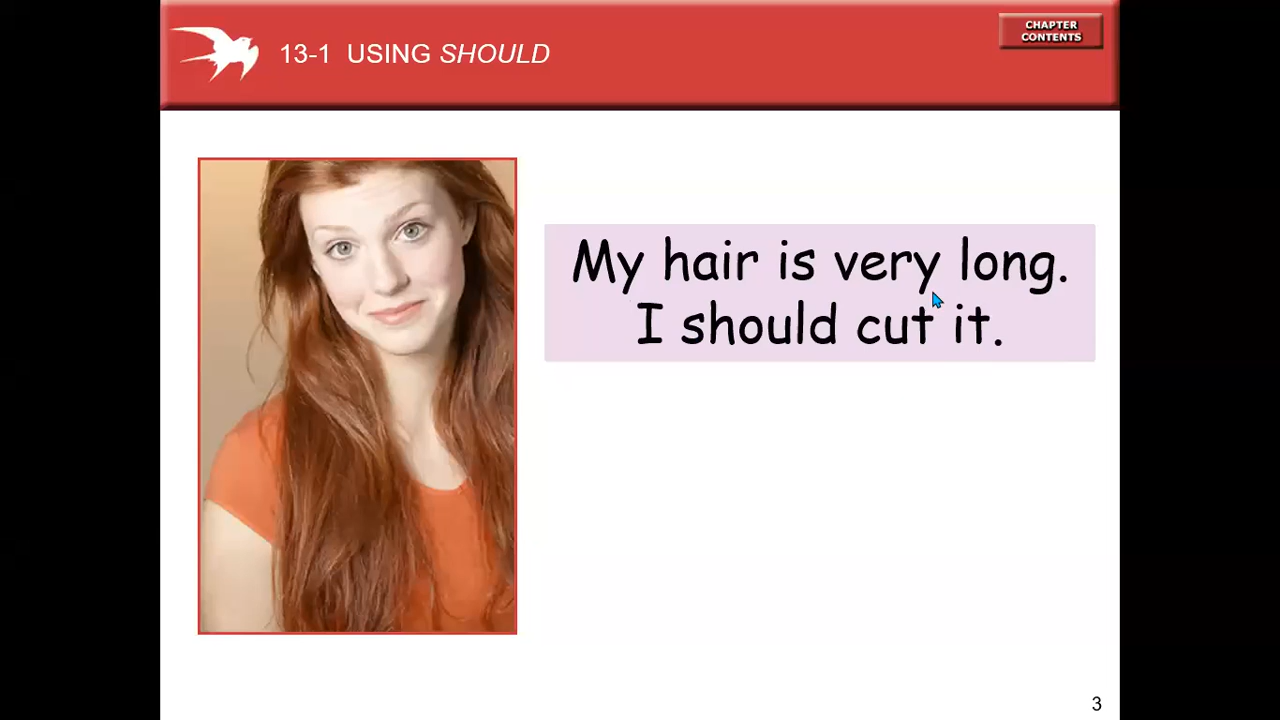 CHAPTER
CONTENTS
13-1 USING SHOULD
My hair is very long.
I should cut it.
3